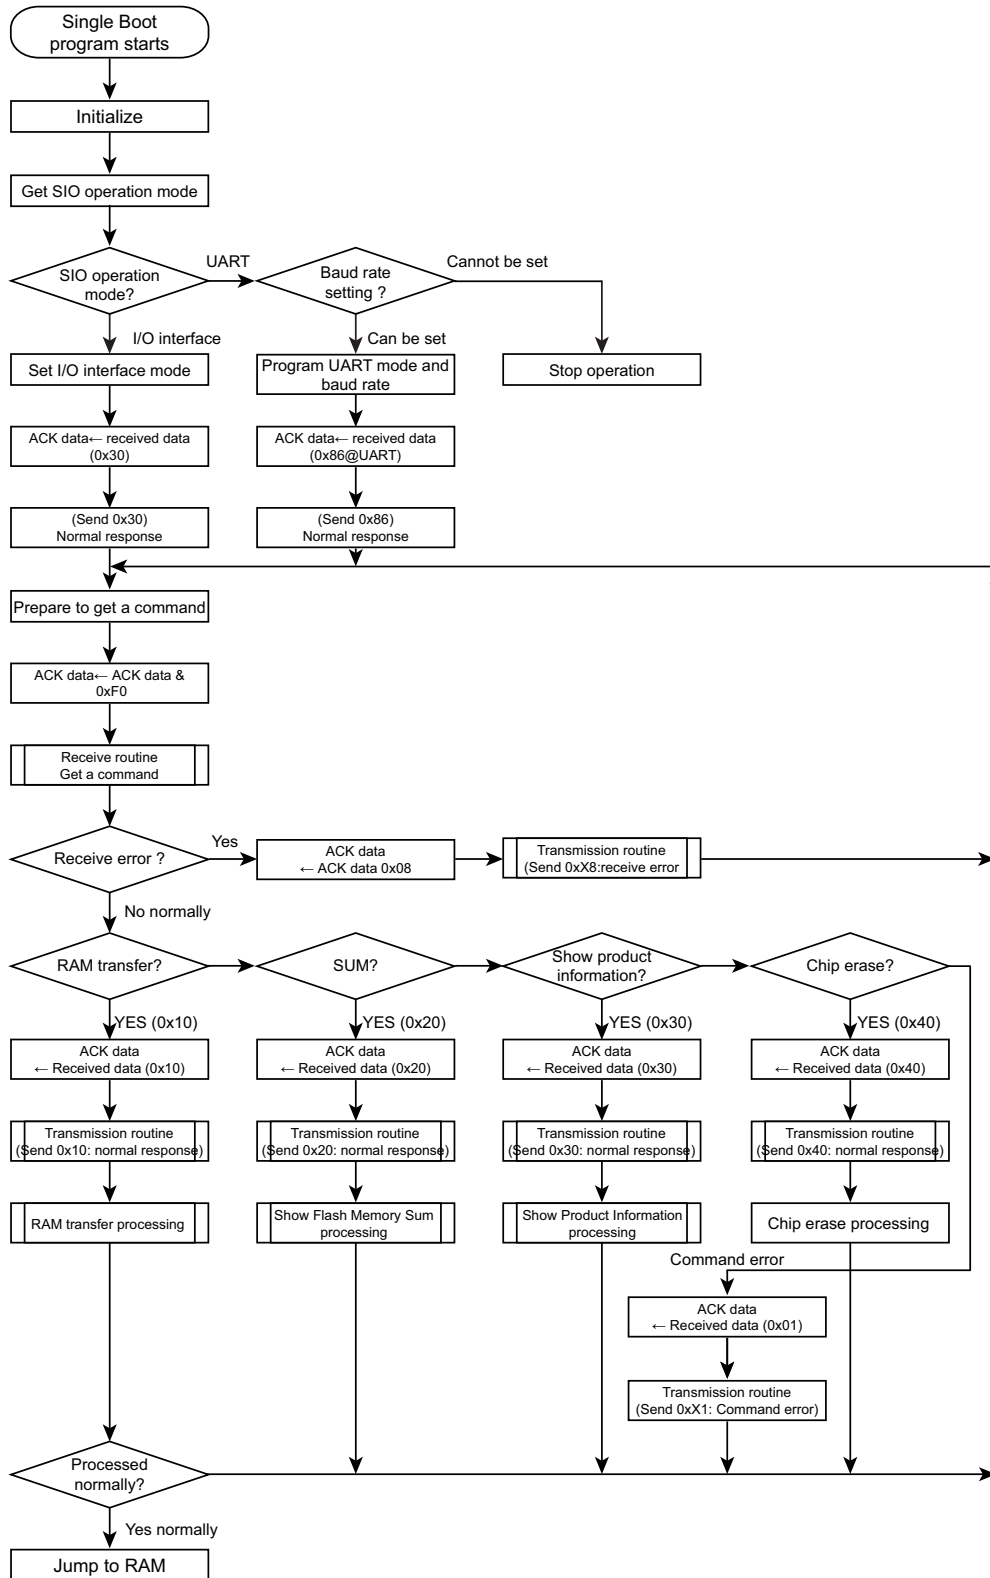 Single Boot
program starts
Initialize
Get SIO operation mode
SIO operation
mode?
UART
Baud rate
setting ?
Cannot be set
I/O interface
Can be set
Set I/O interface mode
Program UART mode and
baud rate
Stop operation
ACK data← received data
(0x30)
ACK data← received data
(0x86@UART)
(Send 0x30)
Normal response
(Send 0x86)
Normal response
Prepare to get a command
ACK data← ACK data &
0xF0
Receive routine
Get a command
Receive error ?
Yes
ACK data
← ACK data 0x08
Transmission routine
(Send 0xX8:receive error
No normally
RAM transfer?
SUM?
Show product
information?
Chip erase?
YES (0x10)
YES (0x20)
YES (0x30)
YES (0x40)
ACK data
← Received data (0x10)
ACK data
← Received data (0x20)
ACK data
← Received data (0x30)
ACK data
← Received data (0x40)
Transmission routine
(Send 0x10: normal response)
Transmission routine
(Send 0x20: normal response)
Transmission routine
(Send 0x30: normal response)
Transmission routine
(Send 0x40: normal response)
RAM transfer processing
Show Flash Memory Sum
processing
Show Product Information
processing
Chip erase processing
Command error
ACK data
← Received data (0x01)
Transmission routine
(Send 0xX1: Command error)
Processed
normally?
Yes normally
Jump to RAM